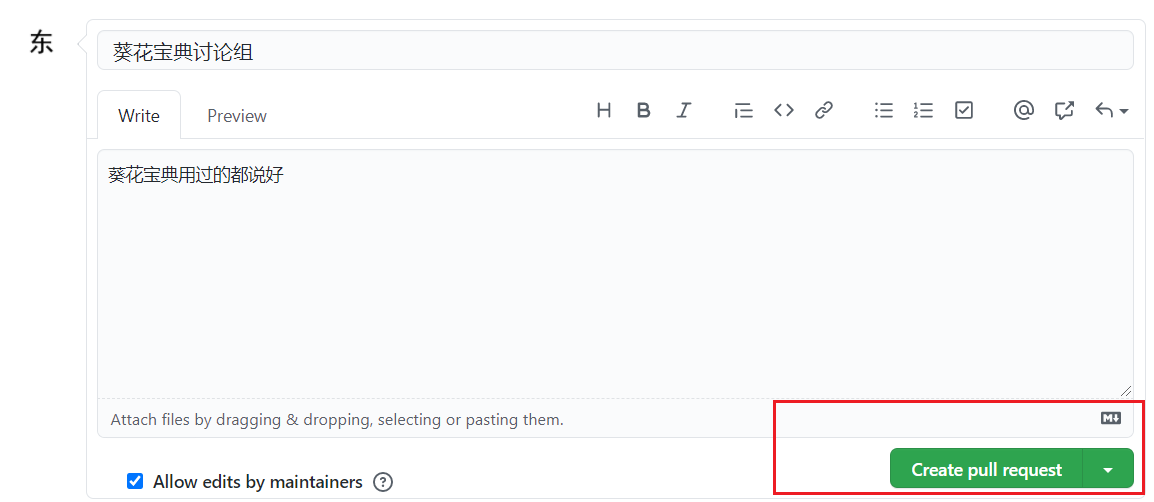 东
葵花宝典讨论组
Write Preview
葵花宝典用过的都说好
Attach files by dragging & dropping, selecting or pasting them.
Allow edits by maintainers
Create pull request